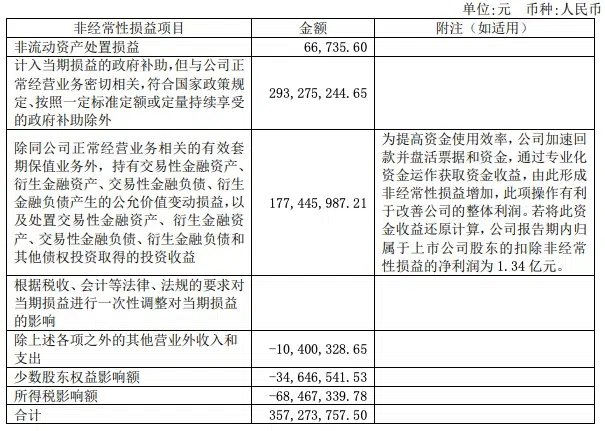 单位:元 币种:人民币
非经常性损益项目 金额 附注（如适用）
非流动资产处置损益 66,735.60
计入当期损益的政府补助,但与公司正
常经营业务密切相关,符合国家政策规
定、按照一定标准定额或定量持续享受
的政府补助除外
293,275,244.65
除同公司正常经营业务相关的有效套
期保值业务外，持有交易性金融资产、
衍生金融资产、交易性金融负债、衍生
金融负债产生的公允价值变动损益,以
及处置交易性金融资产、衍生金融资
产、交易性金融负债、衍生金融负债和
其他债权投资取得的投资收益
177,445,987.21
为提高资金使用效率，公司加速回
款并盘活票据和资金，通过专业化
资金运作获取资金收益，由此形成
非经常性损益增加，此项操作有利
于改善公司的整体利润。若将此资
金收益还原计算，公司报告期内归
属于上市公司股东的扣除非经常
性损益的净利润为 1.34 亿元。
根据税收、会计等法律、法规的要求对
当期损益进行一次性调整对当期损益
的影响
除上述各项之外的其他营业外收入和
支出
-10,400,328.65
少数股东权益影响额 -34,646,541.53
所得税影响额 -68,467,339.78
合计 357,273,757.50